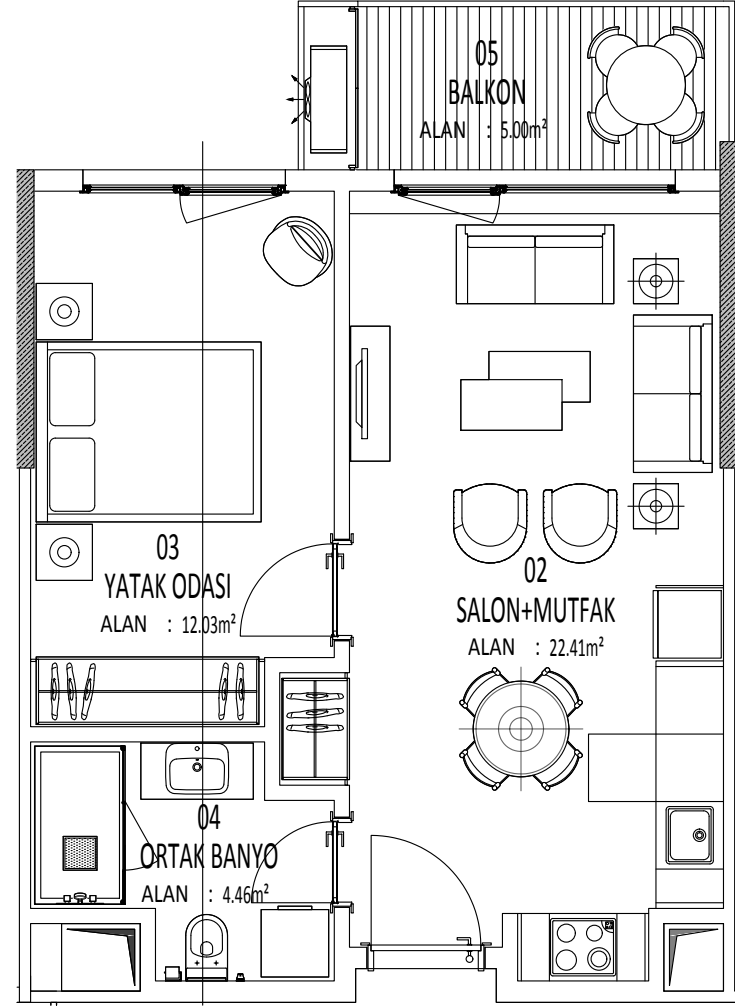 05
BALKON
ALAN : 5.00m²
03
YATAK ODASI
ALAN : 12.03m²
02
SALON+MUTFAK
ALAN : 22.41m²
04
ORTAK BANYO
ALAN : 4.46m²